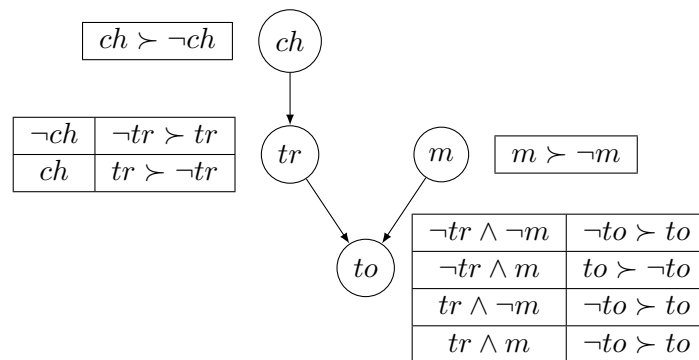 ch ≻ ¬ch
ch
¬ch ¬tr ≻ tr
ch tr ≻ ¬tr
tr
m
m ≻ ¬m
to
¬tr ∧ ¬m ¬to ≻ to
¬tr ∧ m to ≻ ¬to
tr ∧ ¬m ¬to ≻ to
tr ∧ m ¬to ≻ to